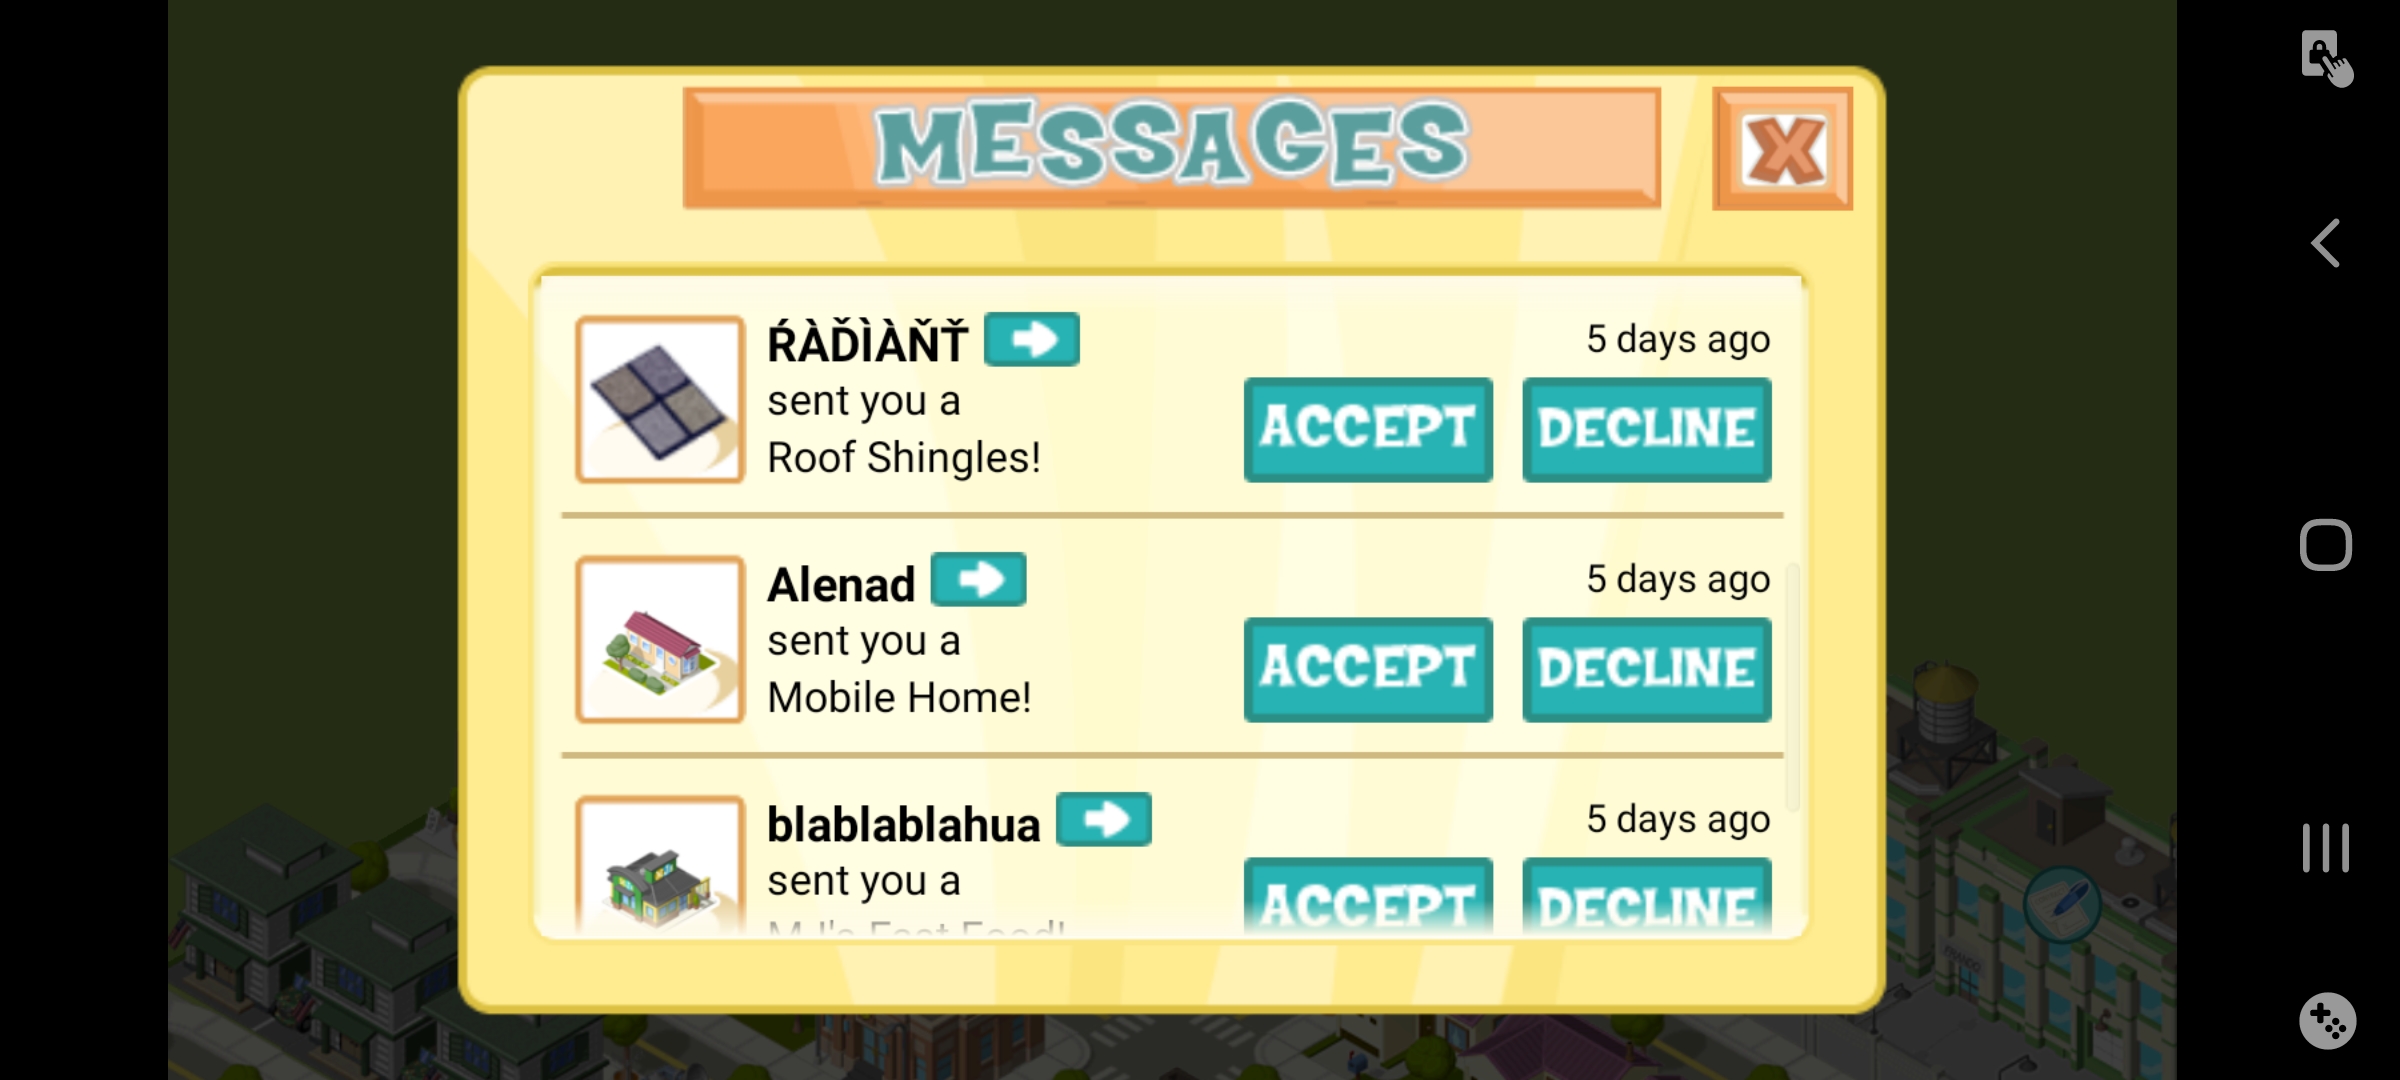 MESSAGES
ŔÀĎÌÀŇŤ
5 days ago
sent you a
Roof Shingles!
ACCEPT
DECLINE
Alenad
5 days ago
sent you a
Mobile Home!
ACCEPT
DECLINE
blablablahua
5 days ago
sent you a
ACCEPT
DECLINE